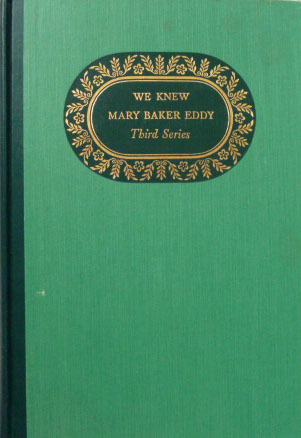 WE KNEW
MARY BAKER EDDY
Third Series